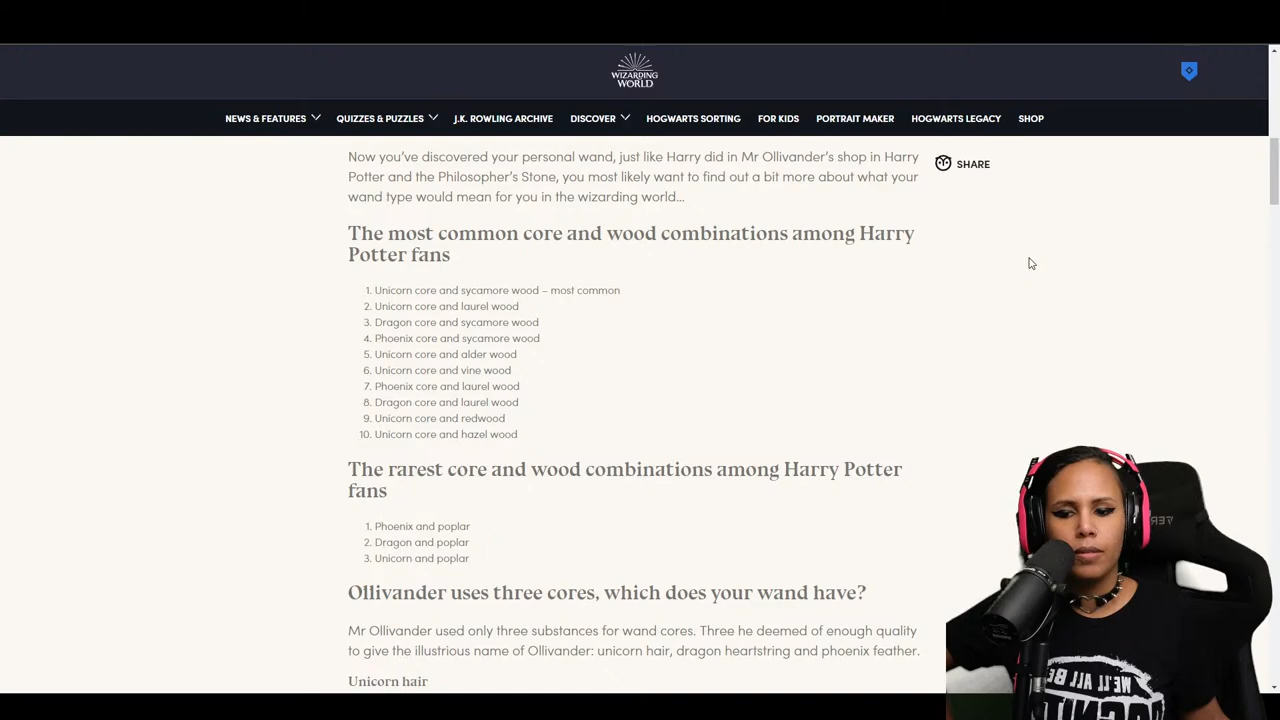 WIZARDING
WORLD
NEWS & FEATURES QUIZZES & PUZZLES J.K. ROWLING ARCHIVE DISCOVER HOGWARTS SORTING FOR KIDS PORTRAIT MAKER HOGWARTS LEGACY SHOP
Now you've discovered your personal wand, just like Harry did in Mr Ollivander's shop in Harry
Potter and the Philosopher's Stone, you most likely want to find out a bit more about what your
wand type would mean for you in the wizarding world…
SHARE
The most common core and wood combinations among Harry
Potter fans
1. Unicorn core and sycamore wood – most common
2. Unicorn core and laurel wood
3. Dragon core and sycamore wood
4. Phoenix core and sycamore wood
5. Unicorn core and alder wood
6. Unicorn core and vine wood
7. Phoenix core and laurel wood
8. Dragon core and laurel wood
9. Unicorn core and redwood
10. Unicorn core and hazel wood
The rarest core and wood combinations among Harry Potter
fans
1. Phoenix and poplar
2. Dragon and poplar
3. Unicorn and poplar
Ollivander uses three cores, which does your wand have?
Mr Ollivander used only three substances for wand cores. Three he deemed of enough quality
to give the illustrious name of Ollivander: unicorn hair, dragon heartstring and phoenix feather.
Unicorn hair
WE'LL ALL BE